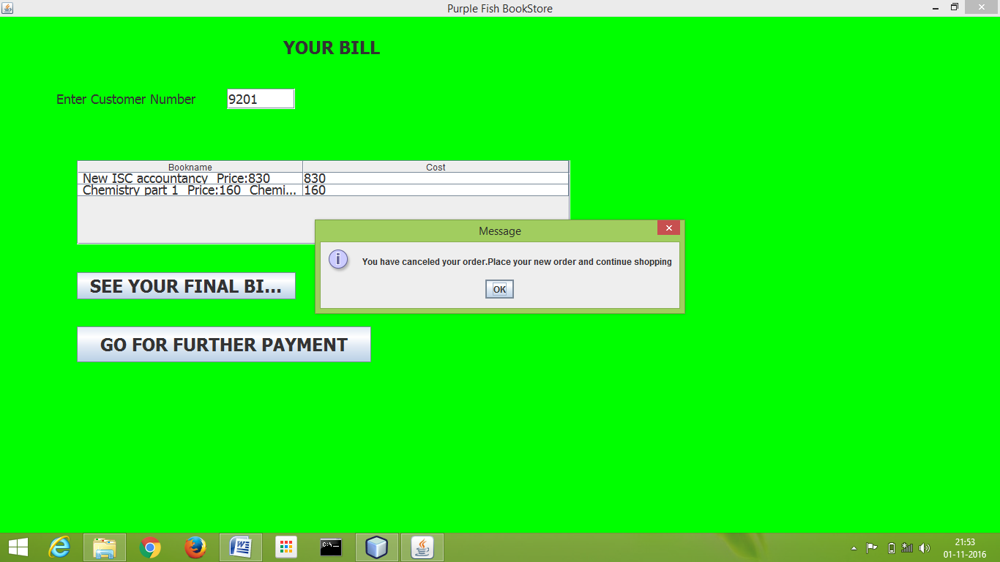 Purple Fish BookStore
YOUR BILL
Enter Customer Number 9201
Bookname Cost
New ISC accountancy Price:830 830
Chemistry part 1 Price:160 Chemi... 160
Message
You have canceled your order.Place your new order and continue shopping
OK
SEE YOUR FINAL BI...
GO FOR FURTHER PAYMENT
C:\
21:53
01-11-2016